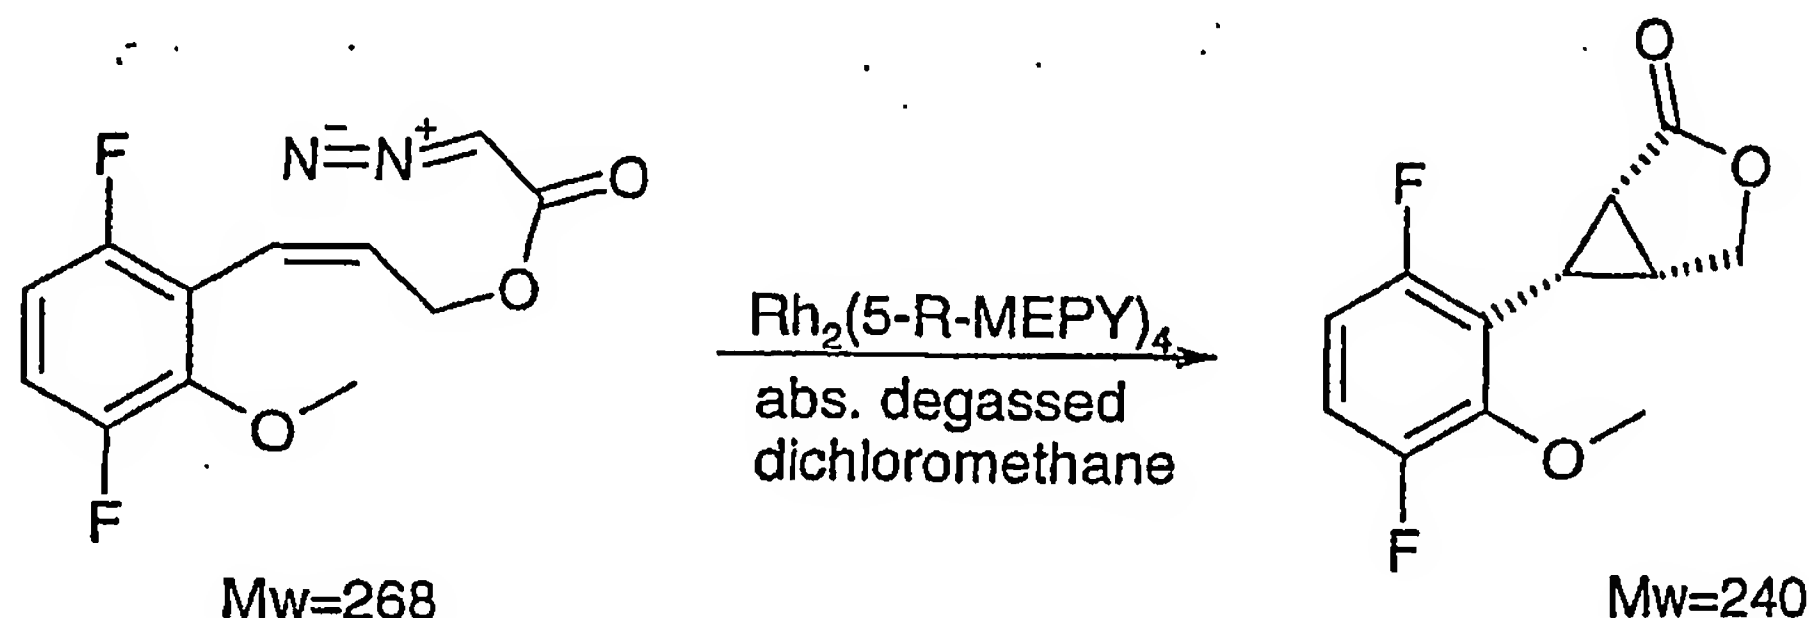 O
F
N=N
−
+
O
F
O
O
Rh2(5-R-MEPY)4
abs. degassed
dichloromethane
O
O
F
F
Mw=268
Mw=240